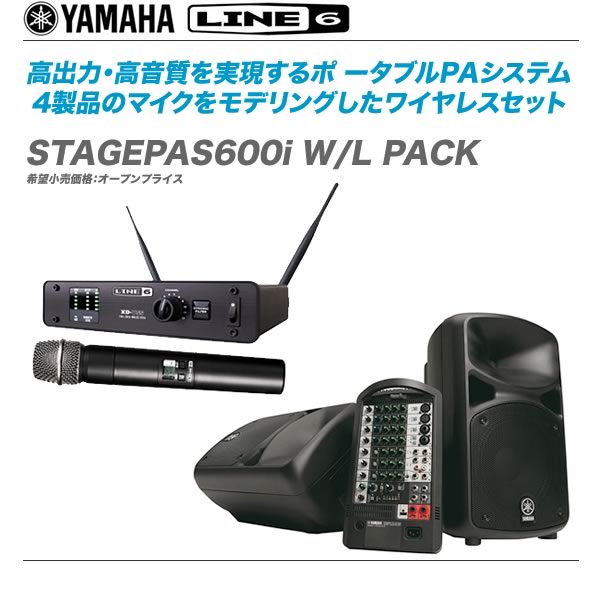 YAMAHA LINE 6
高出力・高音質を実現するポ ータブルPAシステム
4製品のマイクをモデリングしたワイヤレスセット
STAGEPAS600i W/L PACK
希望小売価格：オープンプライス
LINE 6
YAMAHA
YAMAHA